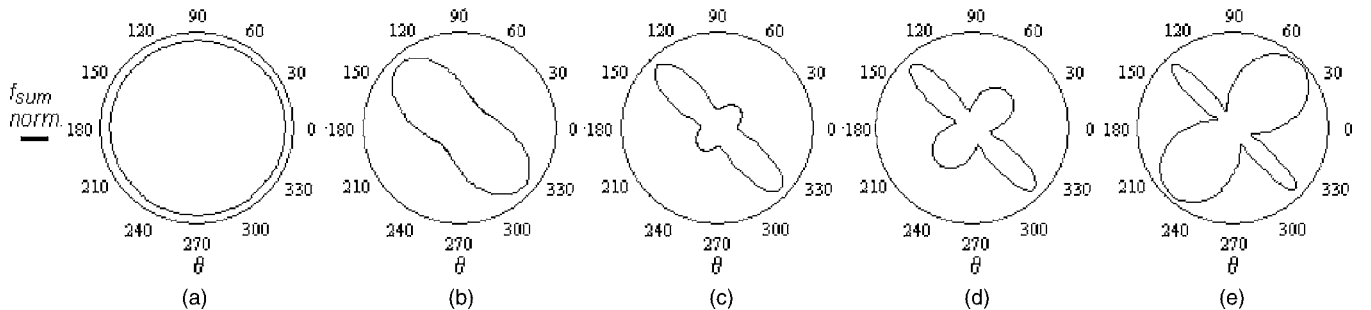 90 90 90 90 90
120 60 120 60 120 60 120 60 120 60
150 30 150 30 150 30 150 30 150 30
f_sum
norm. 180 0 180 0 180 0 180 0 180 0
210 330 210 330 210 330 210 330 210 330
240 300 240 300 240 300 240 300 240 300
270 270 270 270 270
θ θ θ θ θ
(a) (b) (c) (d) (e)